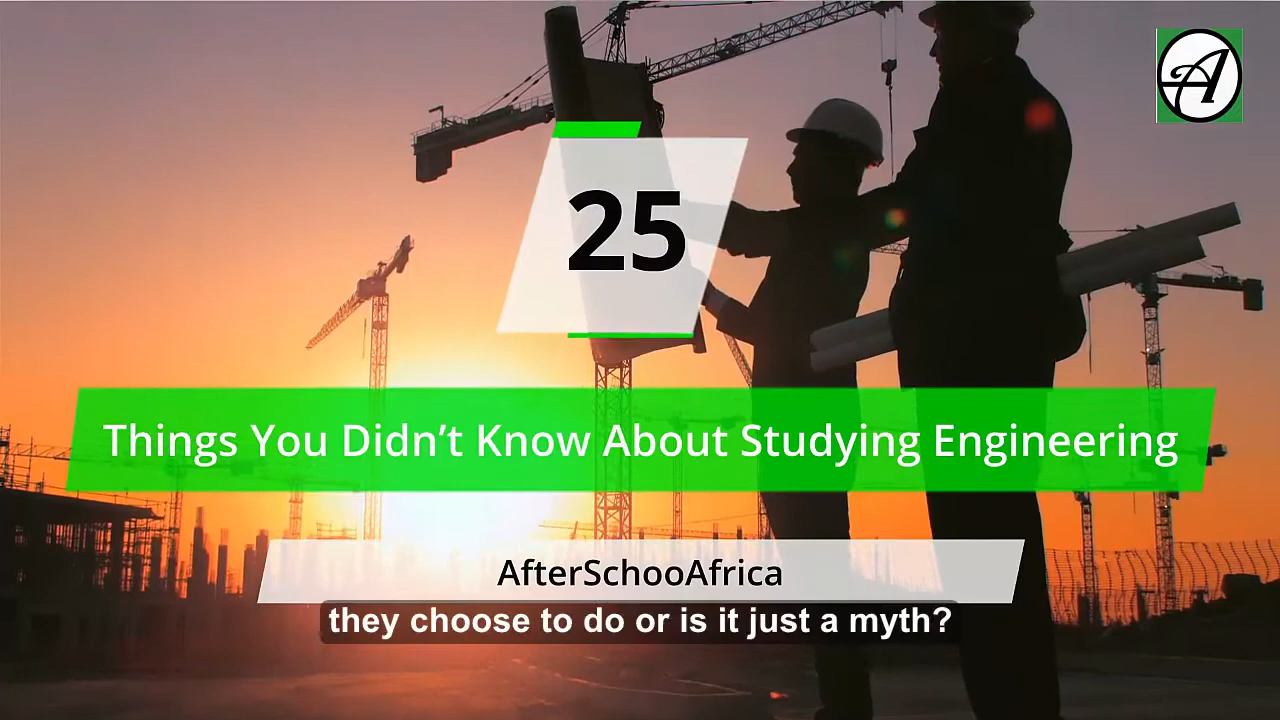 A
25
Things You Didn’t Know About Studying Engineering
AfterSchooAfrica
they choose to do or is it just a myth?